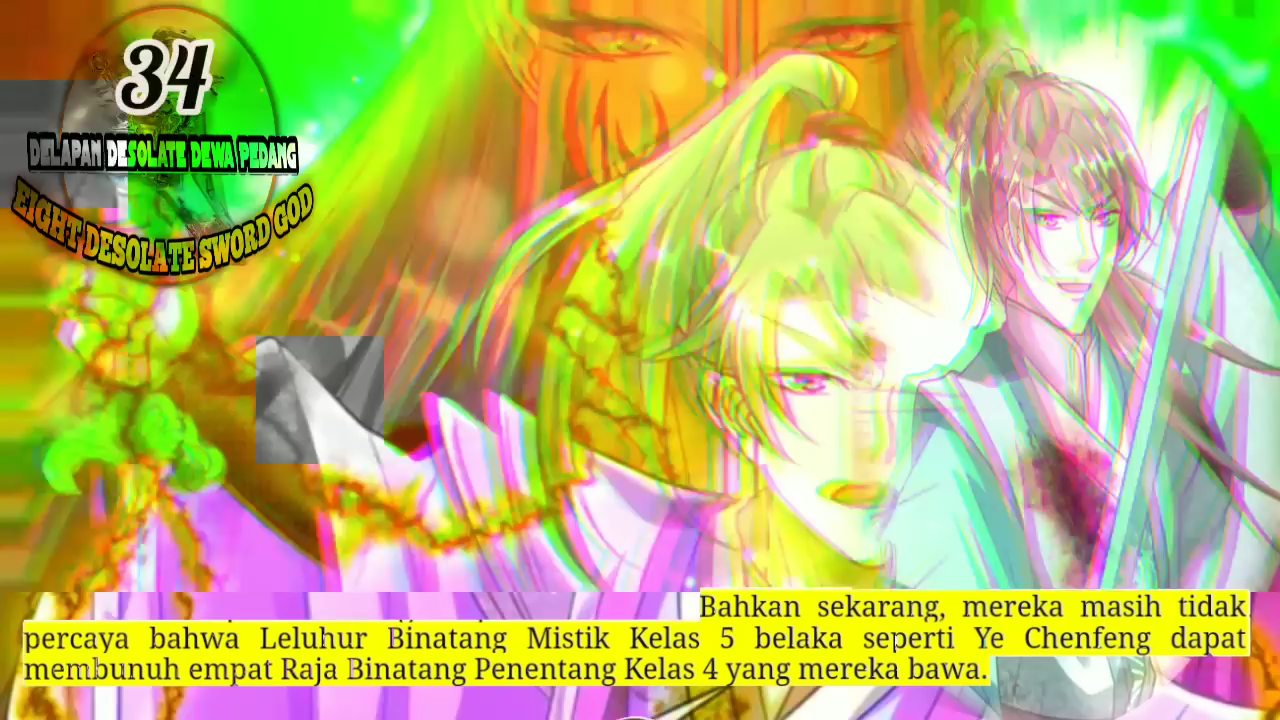 34
DELAPAN DESOLATE DEWA PEDANG
EIGHT DESOLATE SWORD GOD
Bahkan sekarang, mereka masih tidak
percaya bahwa Leluhur Binatang Mistik Kelas 5 belaka seperti Ye Chenfeng dapat
membunuh empat Raja Binatang Penentang Kelas 4 yang mereka bawa.